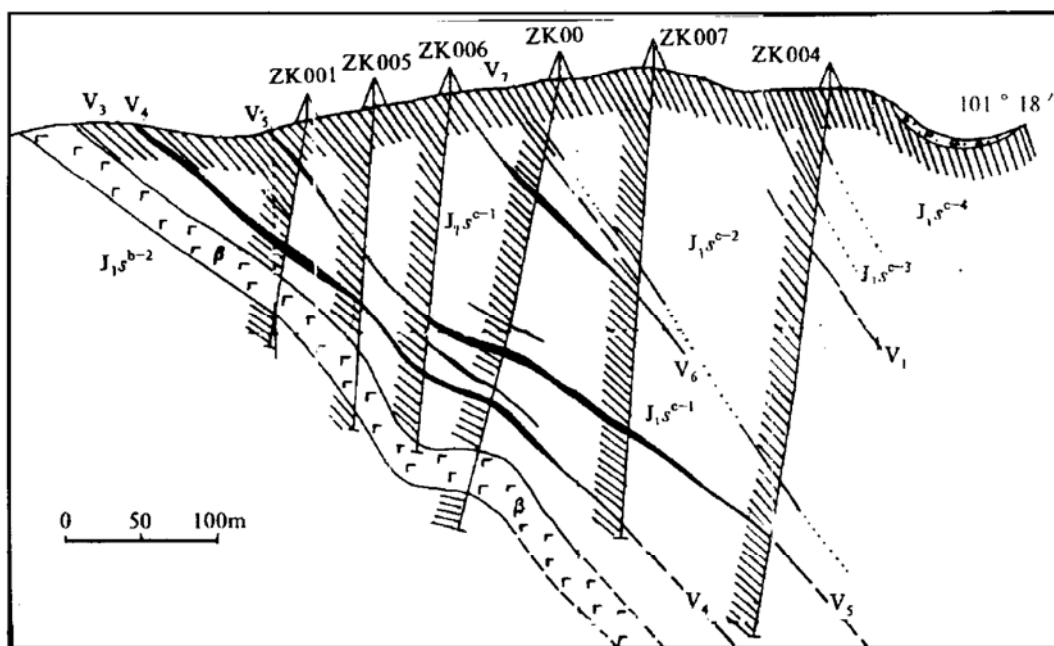 ZK001
ZK005
ZK006
ZK00
ZK007
ZK004
V₃
V₄
V₅
V₇
101 ° 18 ′
J₁sᵇ⁻²
β
J₁sᶜ⁻¹
J₁sᶜ⁻²
J₁sᶜ⁻³
J₁sᶜ⁻⁴
V₁
V₆
J₁sᶜ⁻¹
β
V₄
V₅
0 50 100m